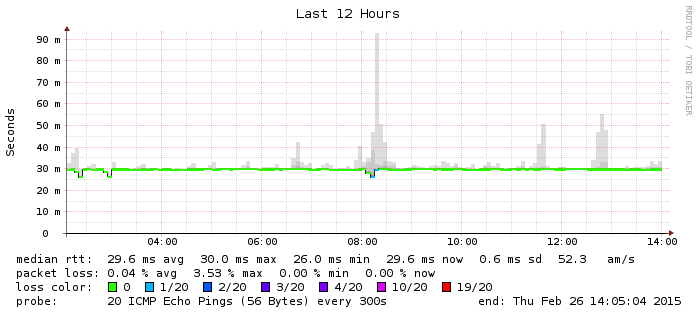 Last 12 Hours
RRDTOOL / TOBI OETIKER
Seconds
90 m
80 m
70 m
60 m
50 m
40 m
30 m
20 m
10 m
0
04:00 06:00 08:00 10:00 12:00 14:00
median rtt: 29.6 ms avg 30.0 ms max 26.0 ms min 29.6 ms now 0.6 ms sd 52.3 am/s
packet loss: 0.04 % avg 3.53 % max 0.00 % min 0.00 % now
loss color: 0 1/20 2/20 3/20 4/20 10/20 19/20
probe: 20 ICMP Echo Pings (56 Bytes) every 300s end: Thu Feb 26 14:05:04 2015